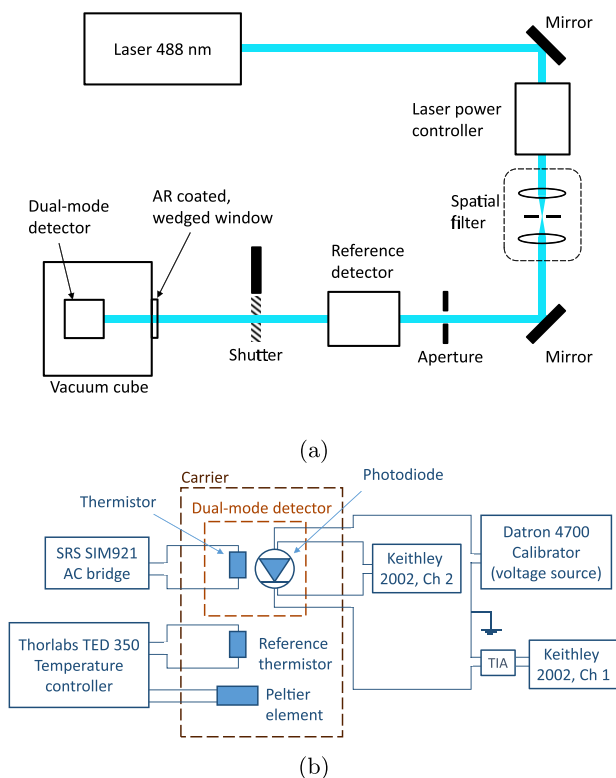 Laser 488 nm
Mirror
Laser power
controller
Spatial
filter
AR coated,
wedged window
Dual-mode
detector
Reference
detector
Shutter
Aperture
Mirror
Vacuum cube
(a)
Carrier
Photodiode
Thermistor
Dual-mode detector
SRS SIM921
AC bridge
Keithley
2002, Ch 2
Datron 4700
Calibrator
(voltage source)
Thorlabs TED 350
Temperature
controller
Reference
thermistor
Peltier
element
TIA
Keithley
2002, Ch 1
(b)